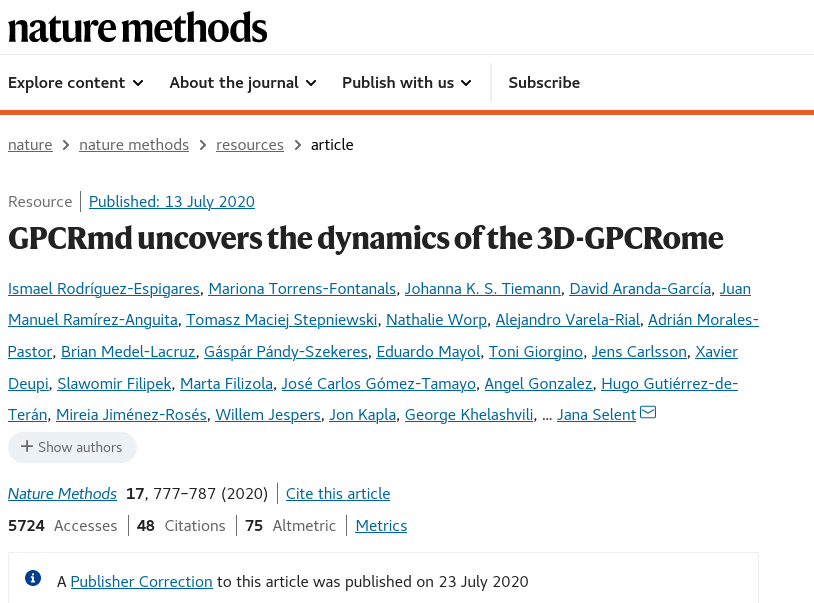 nature methods
Explore content About the journal Publish with us Subscribe
nature > nature methods > resources > article
Resource | Published: 13 July 2020
GPCRmd uncovers the dynamics of the 3D-GPCRome
Ismael Rodríguez-Espigares, Mariona Torrens-Fontanals, Johanna K. S. Tiemann, David Aranda-García, Juan
Manuel Ramírez-Anguita, Tomasz Maciej Stepniewski, Nathalie Worp, Alejandro Varela-Rial, Adrián Morales-
Pastor, Brian Medel-Lacruz, Gáspár Pándy-Szekeres, Eduardo Mayol, Toni Giorgino, Jens Carlsson, Xavier
Deupi, Slawomir Filipek, Marta Filizola, José Carlos Gómez-Tamayo, Angel Gonzalez, Hugo Gutiérrez-de-
Terán, Mireia Jiménez-Rosés, Willem Jespers, Jon Kapla, George Khelashvili, ... Jana Selent
+ Show authors
Nature Methods 17, 777–787 (2020) | Cite this article
5724 Accesses | 48 Citations | 75 Altmetric | Metrics
A Publisher Correction to this article was published on 23 July 2020